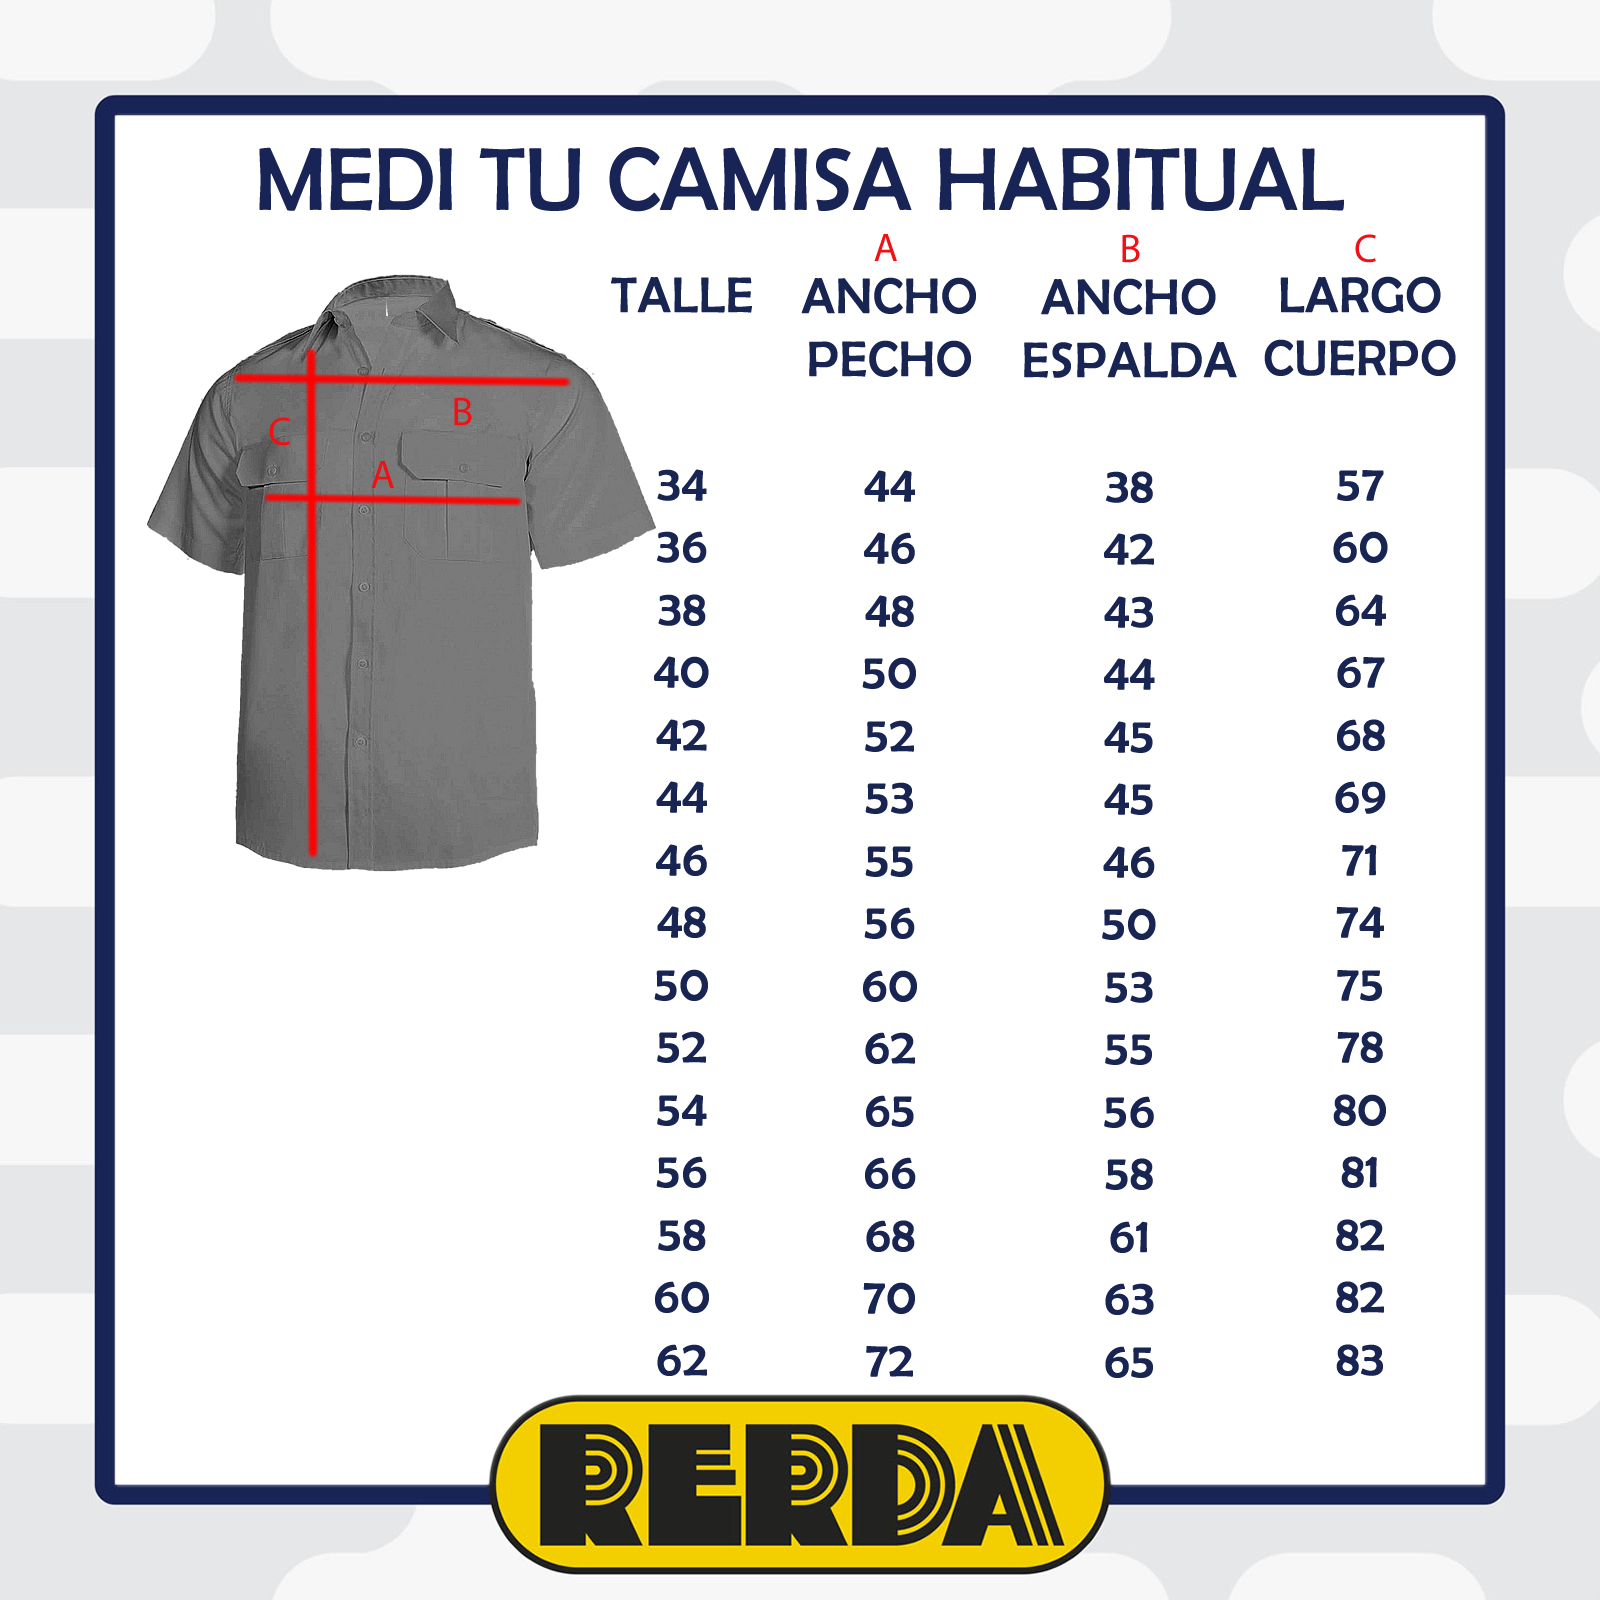 MEDI TU CAMISA HABITUAL
A B C
TALLE ANCHO PECHO ANCHO ESPALDA LARGO CUERPO
34 44 38 57
36 46 42 60
38 48 43 64
40 50 44 67
42 52 45 68
44 53 45 69
46 55 46 71
48 56 50 74
50 60 53 75
52 62 55 78
54 65 56 80
56 66 58 81
58 68 61 82
60 70 63 82
62 72 65 83
B
C
A
RERDA